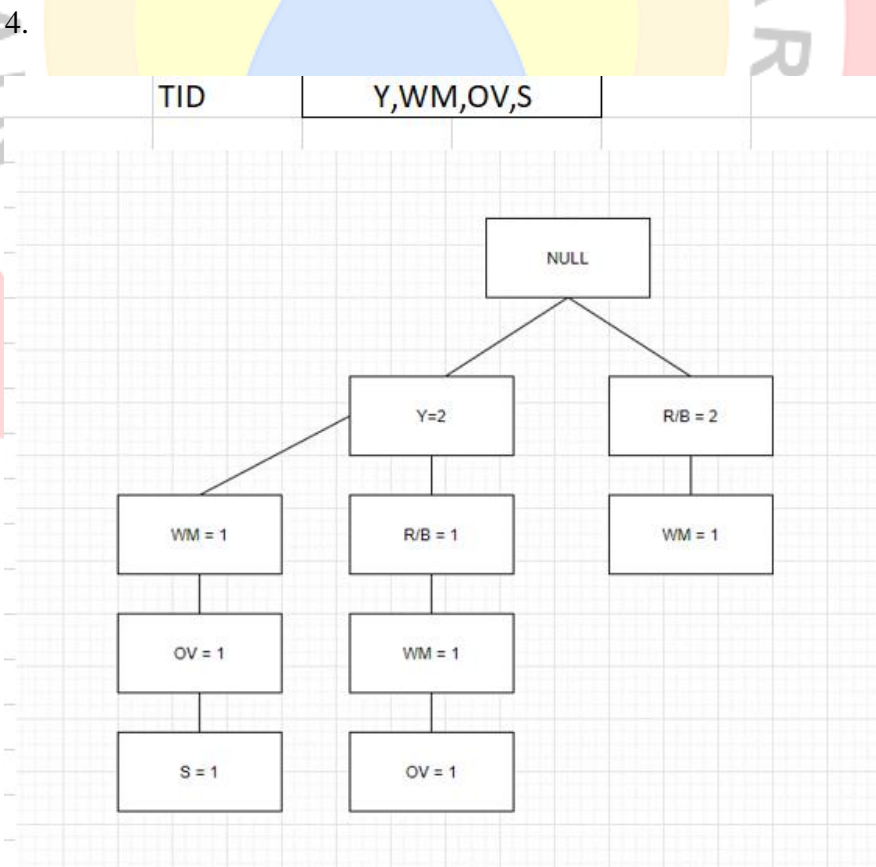 4.
TID Y,WM,OV,S
NULL
Y=2 R/B = 2
WM = 1 R/B = 1 WM = 1
OV = 1 WM = 1
S = 1 OV = 1